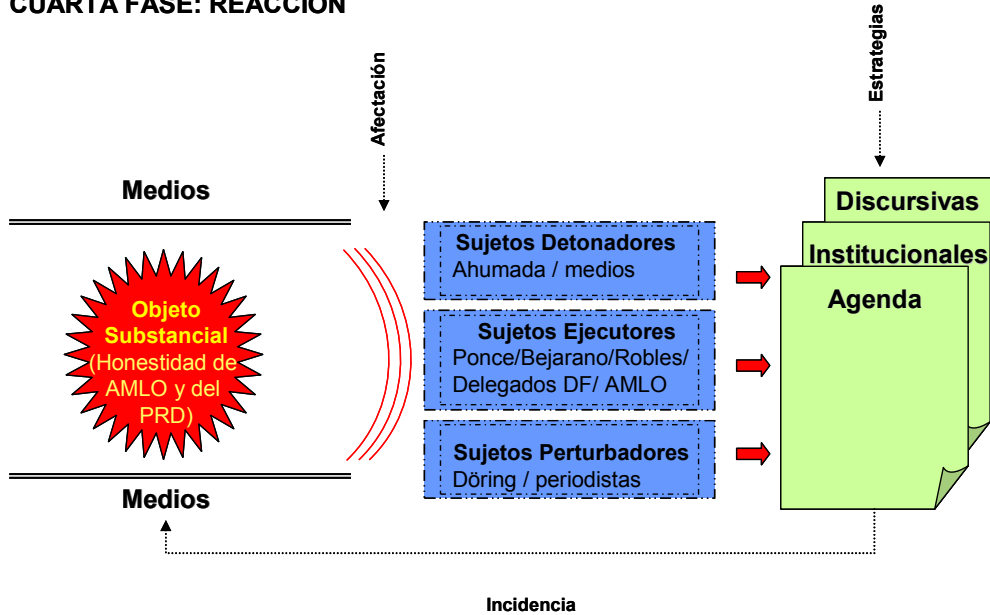 CUARTA FASE: REACCIÓN
Afectación
Estrategias
Medios
Objeto
Substancial
(Honestidad de
AMLO y del
PRD)
Medios
Sujetos Detonadores
Ahumada / medios
Sujetos Ejecutores
Ponce/Bejarano/Robles/
Delegados DF/ AMLO
Sujetos Perturbadores
Döring / periodistas
Discursivas
Institucionales
Agenda
Incidencia